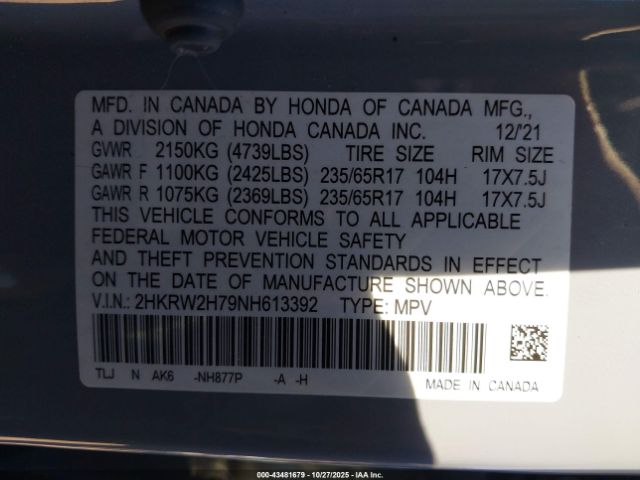 MFD. IN CANADA BY HONDA OF CANADA MFG.,
A DIVISION OF HONDA CANADA INC. 12/21
GVWR 2150KG (4739LBS) TIRE SIZE RIM SIZE
GAWR F 1100KG (2425LBS) 235/65R17 104H 17X7.5J
GAWR R 1075KG (2369LBS) 235/65R17 104H 17X7.5J
THIS VEHICLE CONFORMS TO ALL APPLICABLE
FEDERAL MOTOR VEHICLE SAFETY
AND THEFT PREVENTION STANDARDS IN EFFECT
ON THE DATE OF MANUFACTURE SHOWN ABOVE.
V.I.N.: 2HKRW2H79NH613392 TYPE: MPV
TLJ N AK6 -NH877P -A -H
MADE IN CANADA
000-43481679 | 10/27/2025 | IAA Inc.